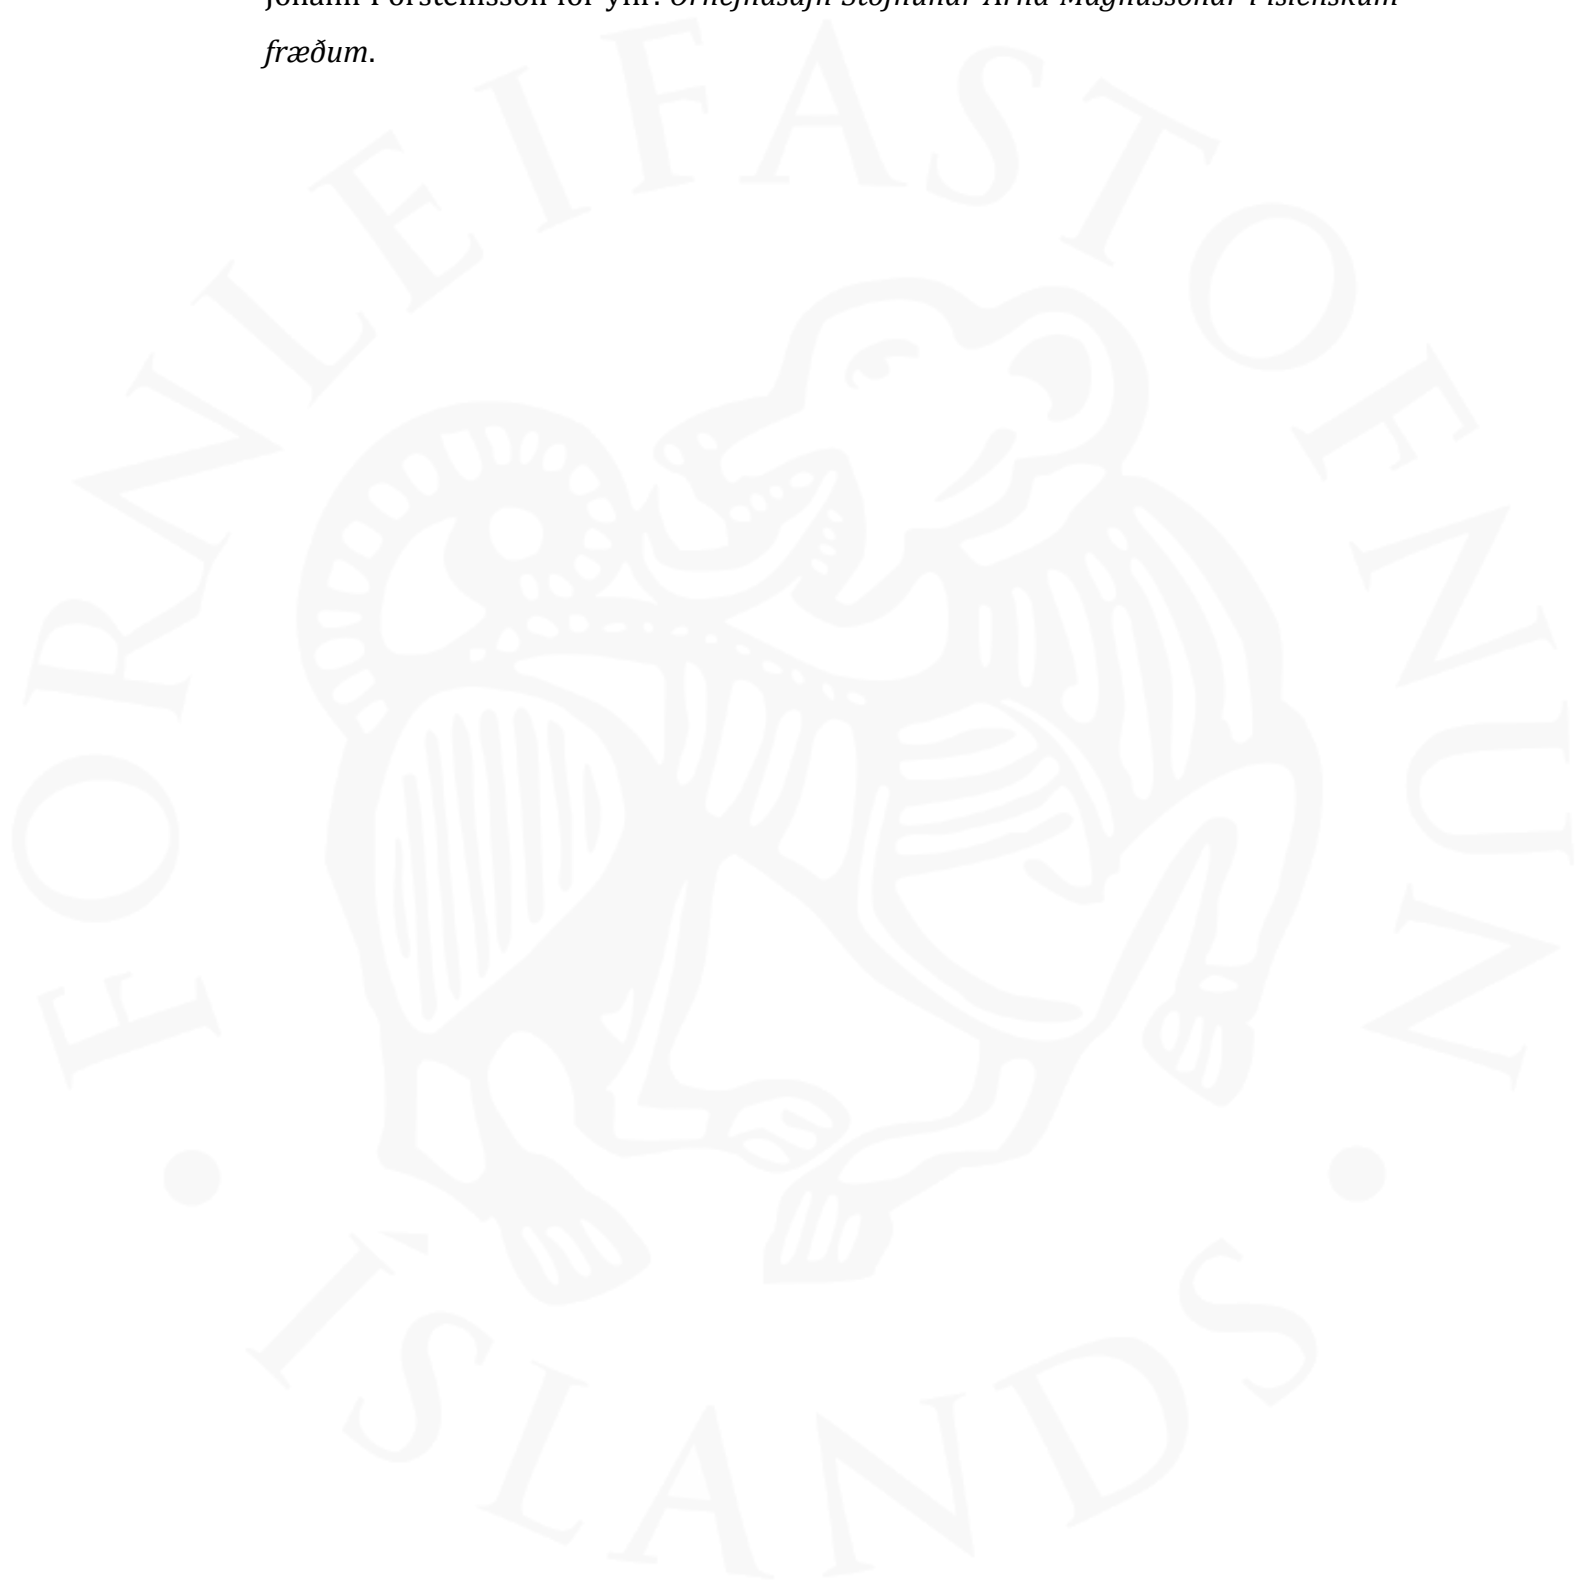 Jóhann Þorsteinsson fór yfir. Örnefnasafn Stofnunar Árna Magnússonar í íslenskum
fræðum.
FORNLEIFASTOFNUN
ÍSLANDS